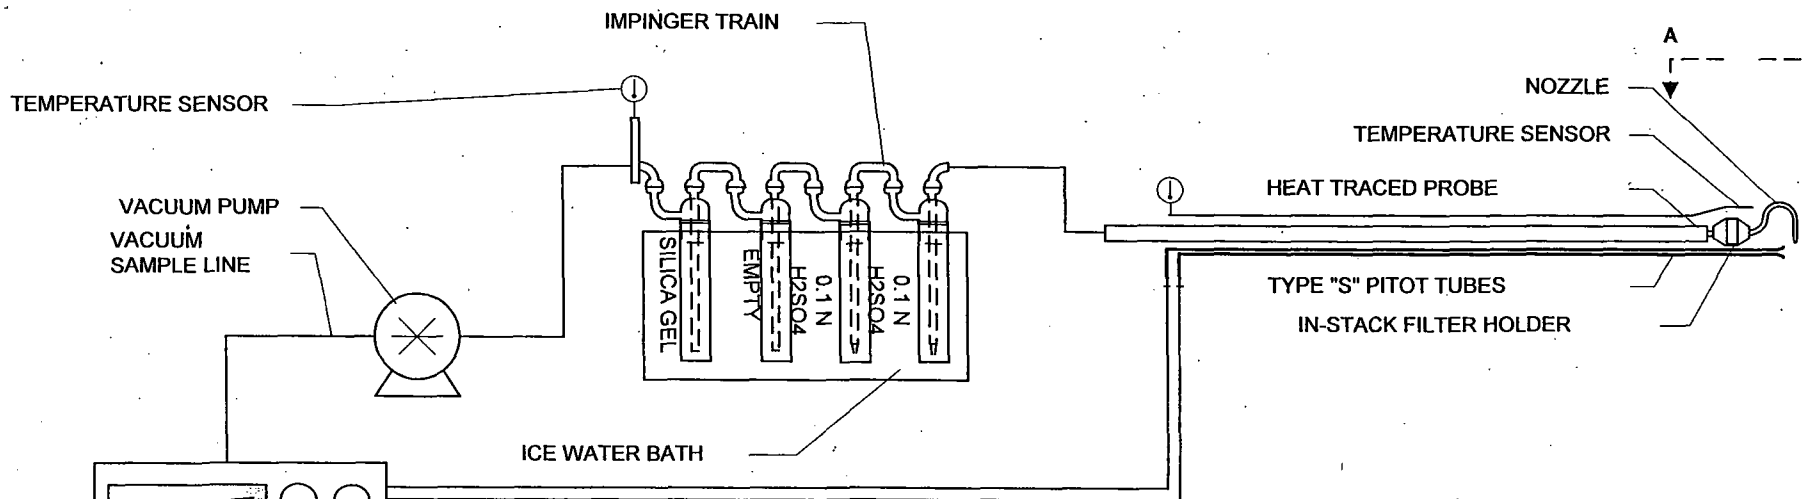 IMPINGER TRAIN
A
TEMPERATURE SENSOR
NOZZLE
TEMPERATURE SENSOR
HEAT TRACED PROBE
VACUUM PUMP
VACUUM
SAMPLE LINE
SILICA GEL
EMPTY
0.1 N
H2SO4
0.1 N
H2SO4
TYPE "S" PITOT TUBES
IN-STACK FILTER HOLDER
ICE WATER BATH